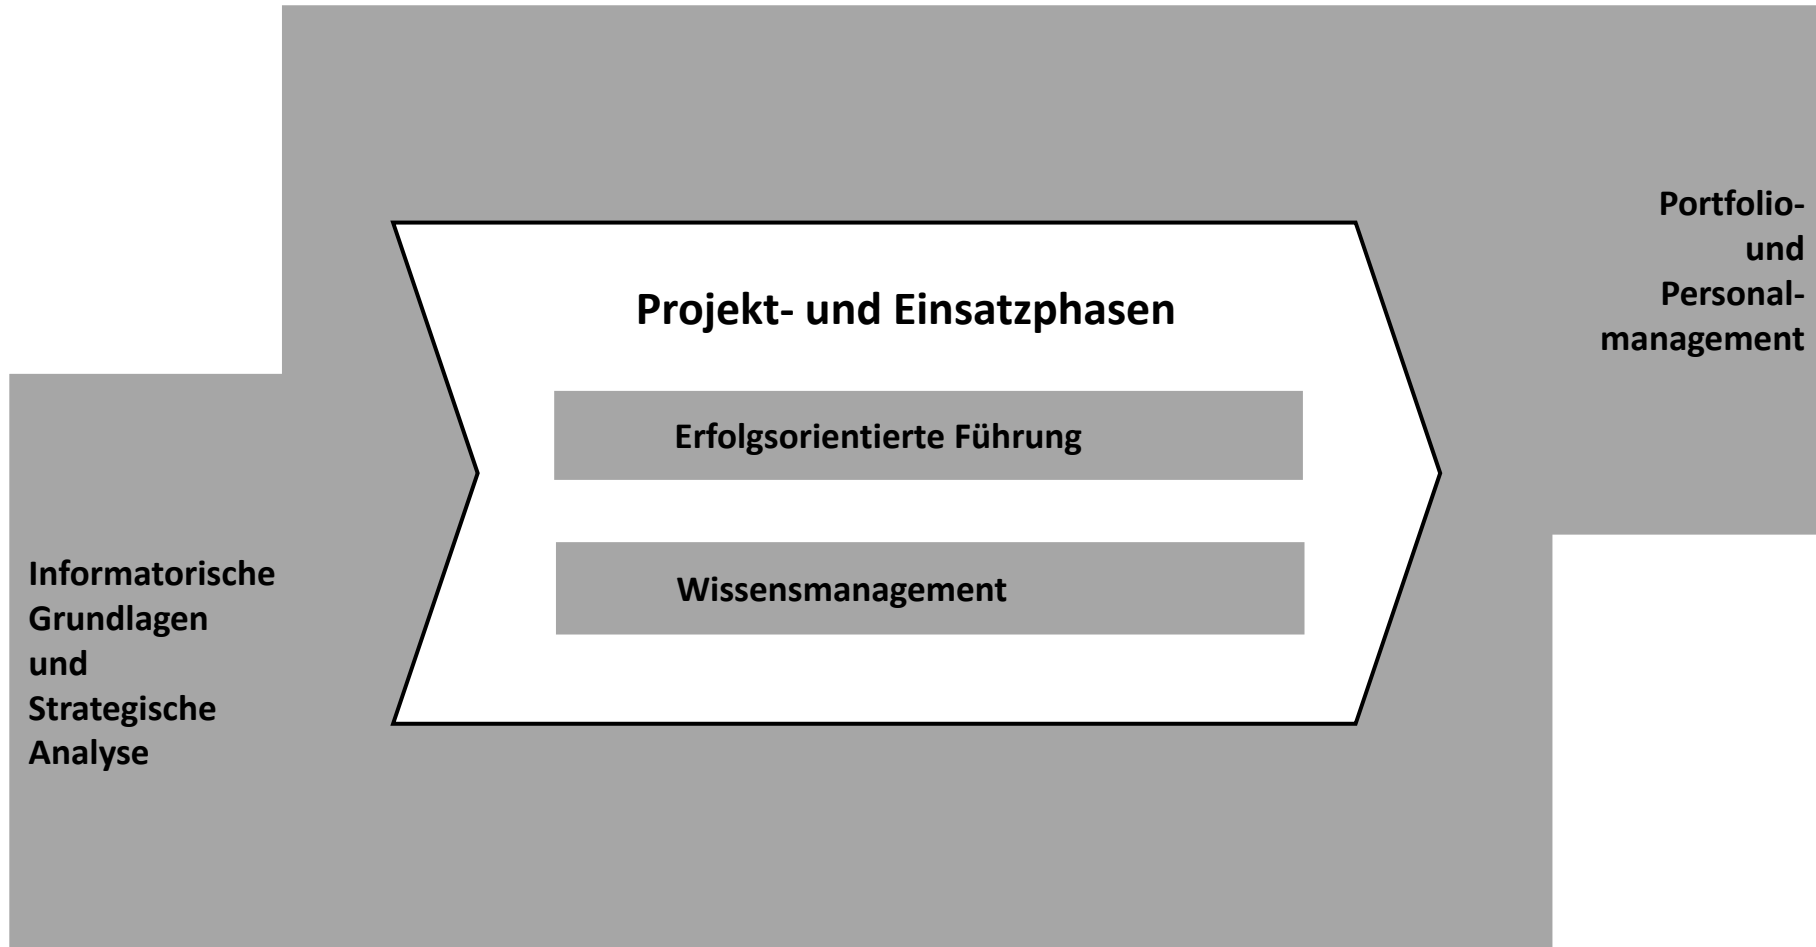 Portfolio-
und
Personal-
management
Projekt- und Einsatzphasen
Erfolgsorientierte Führung
Wissensmanagement
Informatorische
Grundlagen
und
Strategische
Analyse